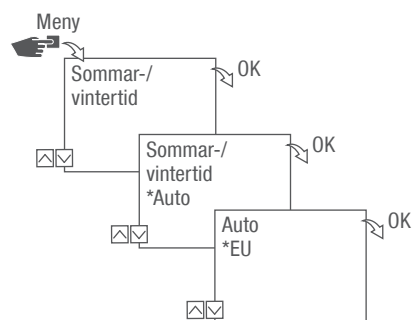 Meny
Sommar-/
vintertid
OK
Sommar-/
vintertid
*Auto
OK
Auto
*EU
OK